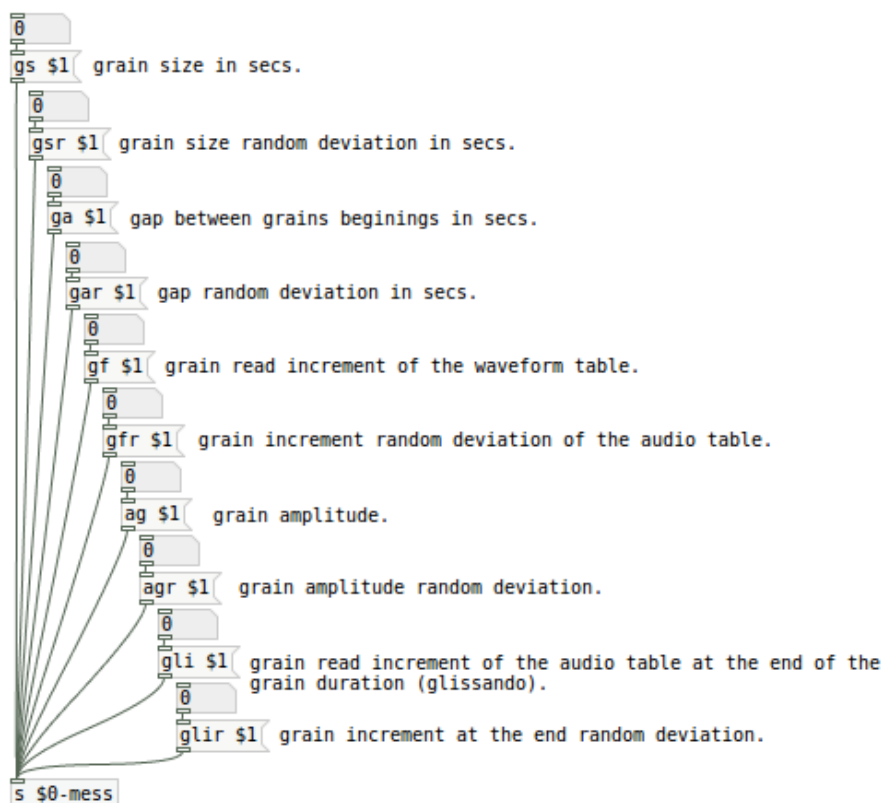 0
gs $1 grain size in secs.
0
gsr $1 grain size random deviation in secs.
0
ga $1 gap between grains beginings in secs.
0
gar $1 gap random deviation in secs.
0
gf $1 grain read increment of the waveform table.
0
gfr $1 grain increment random deviation of the audio table.
0
ag $1 grain amplitude.
0
agr $1 grain amplitude random deviation.
0
gli $1 grain read increment of the audio table at the end of the
grain duration (glissando).
0
glir $1 grain increment at the end random deviation.
s $0-mess